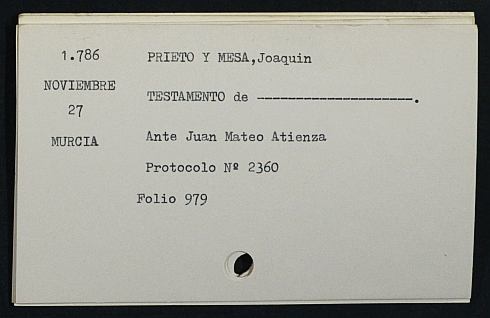 1.786 PRIETO Y MESA,Joaquin
NOVIEMBRE
27
TESTAMENTO de --------------------.
MURCIA
Ante Juan Mateo Atienza
Protocolo Nº 2360
Folio 979